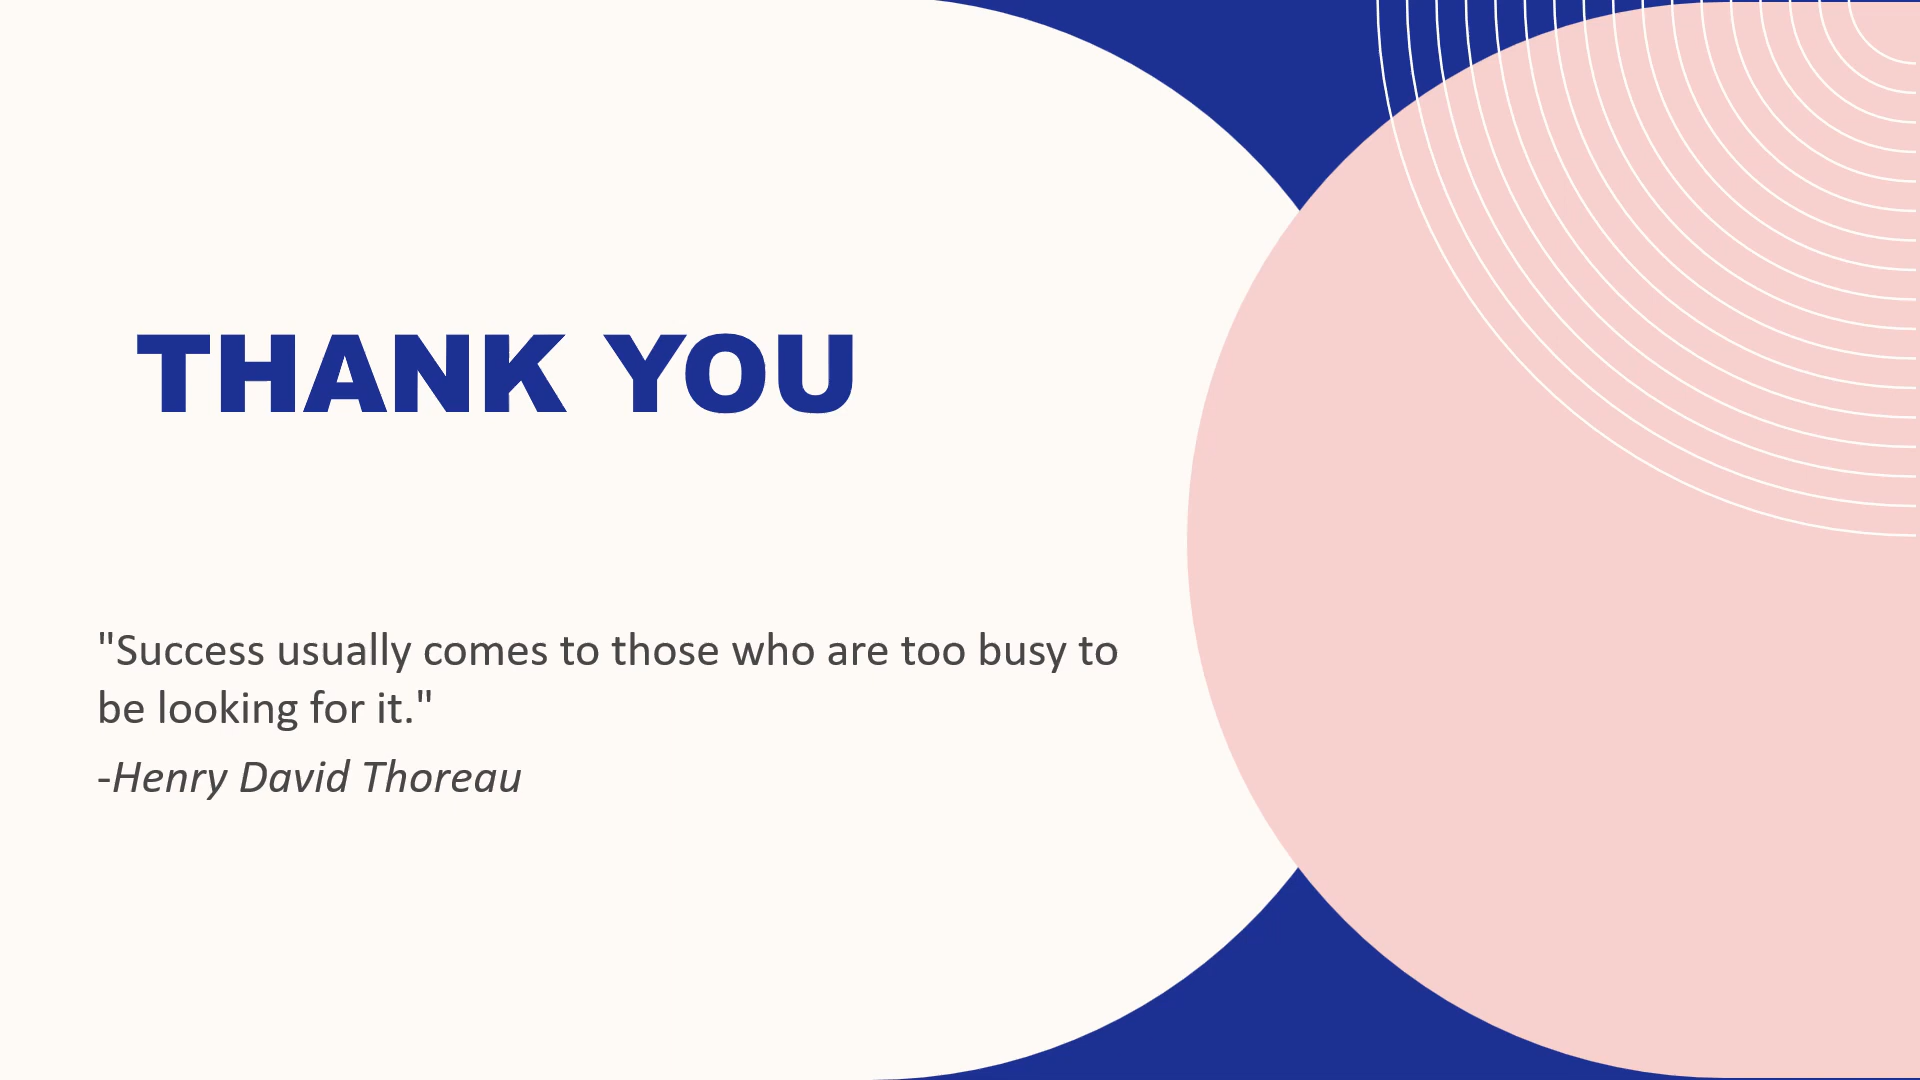 THANK YOU
"Success usually comes to those who are too busy to
be looking for it."
-Henry David Thoreau